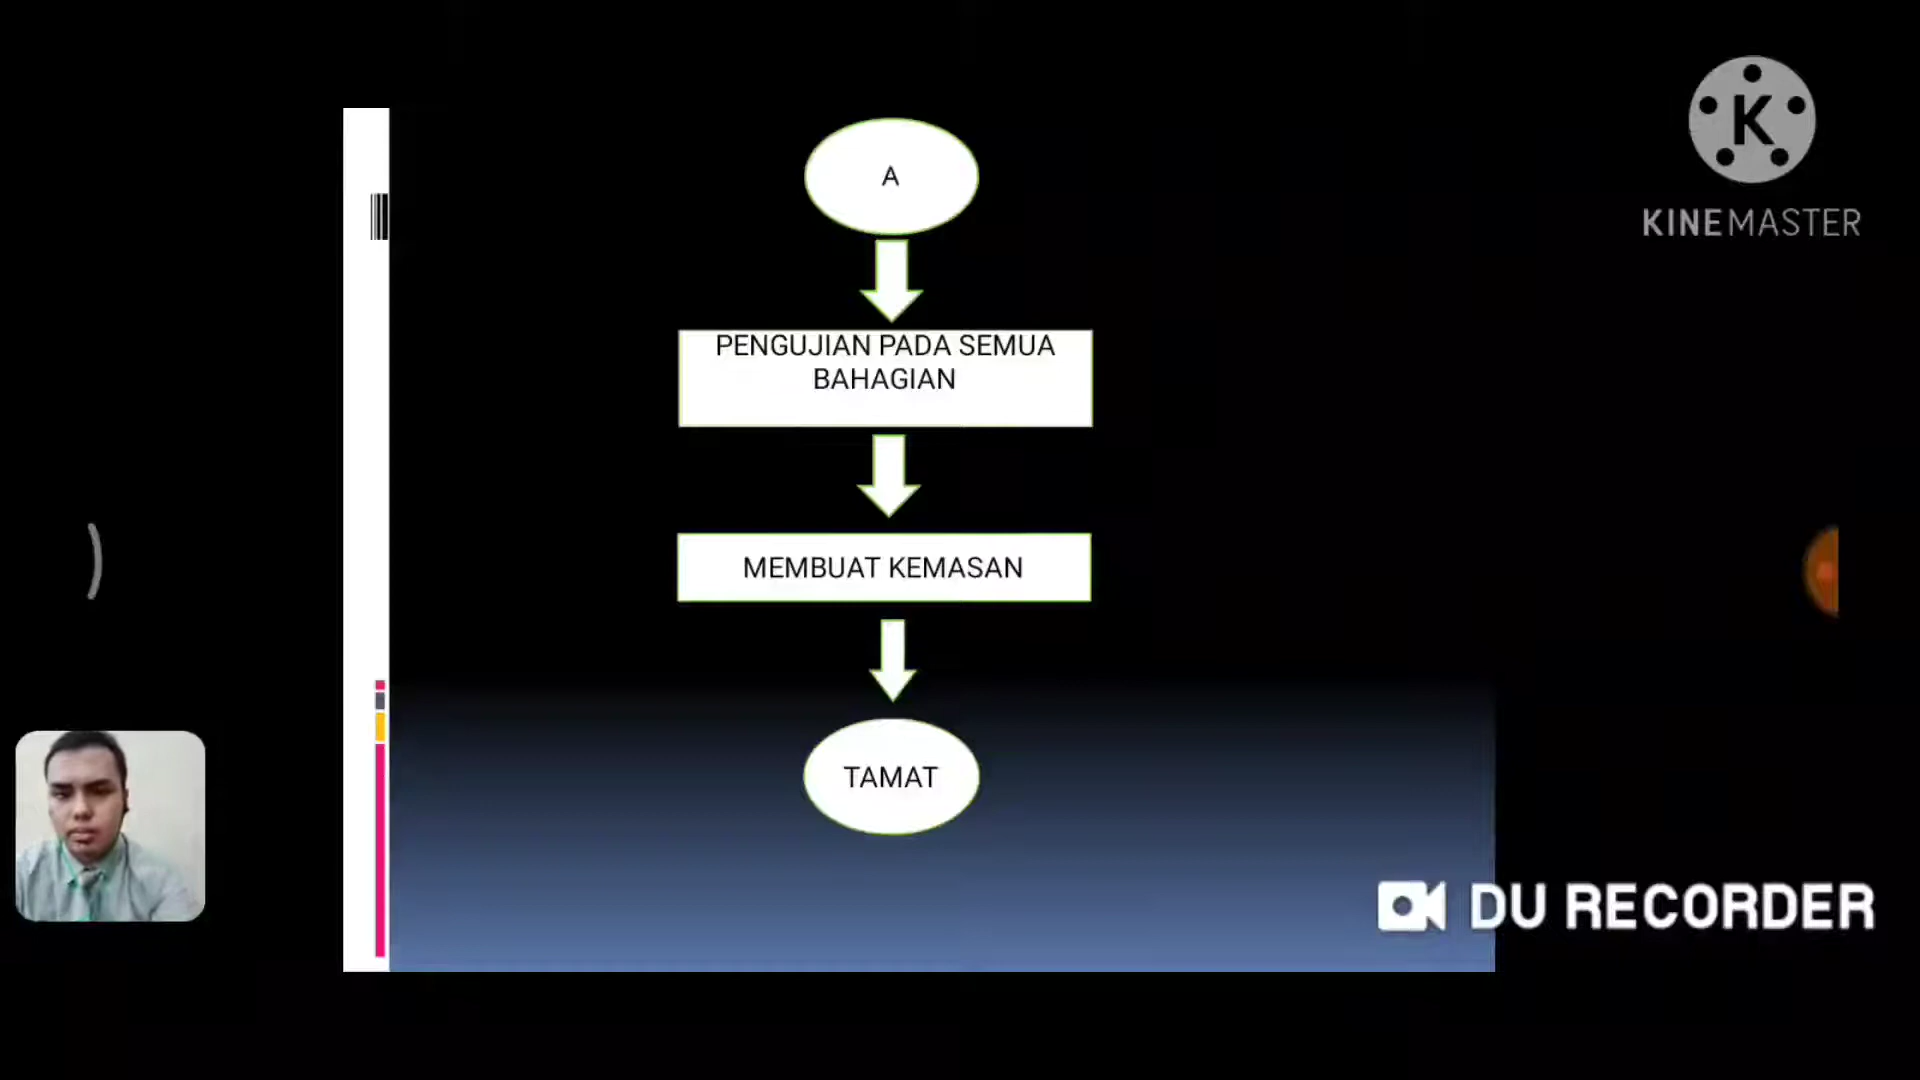 A
PENGUJIAN PADA SEMUA
BAHAGIAN
MEMBUAT KEMASAN
TAMAT
K
KINEMASTER
DU RECORDER